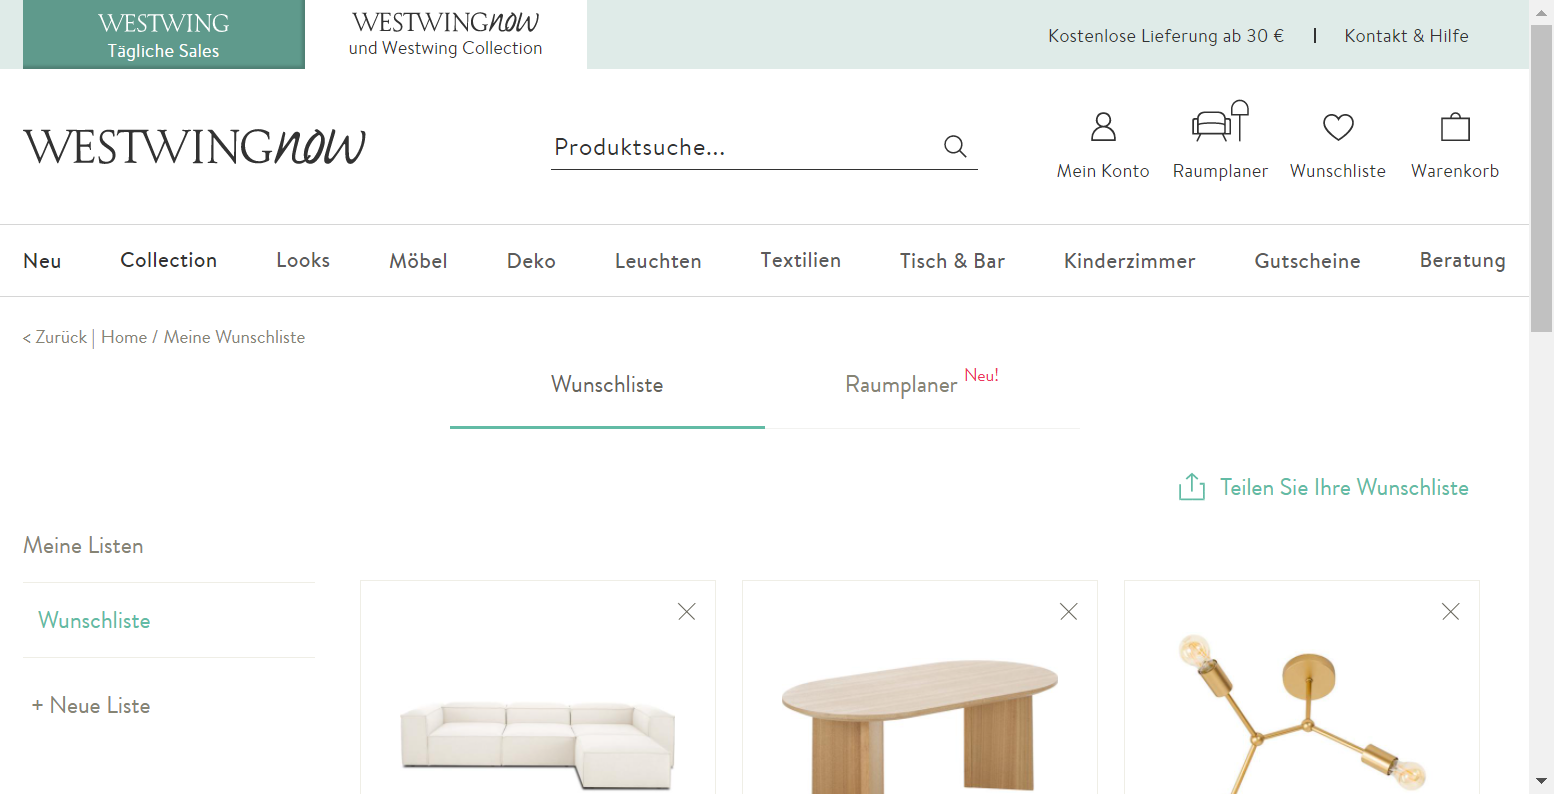 WESTWING
Tägliche Sales
WESTWINGnow
und Westwing Collection
Kostenlose Lieferung ab 30 €
Kontakt & Hilfe
WESTWINGnow
Produktsuche...
Mein Konto
Raumplaner
Wunschliste
Warenkorb
Neu
Collection
Looks
Möbel
Deko
Leuchten
Textilien
Tisch & Bar
Kinderzimmer
Gutscheine
Beratung
< Zurück | Home / Meine Wunschliste
Wunschliste
Raumplaner Neu!
Teilen Sie Ihre Wunschliste
Meine Listen
Wunschliste
+ Neue Liste